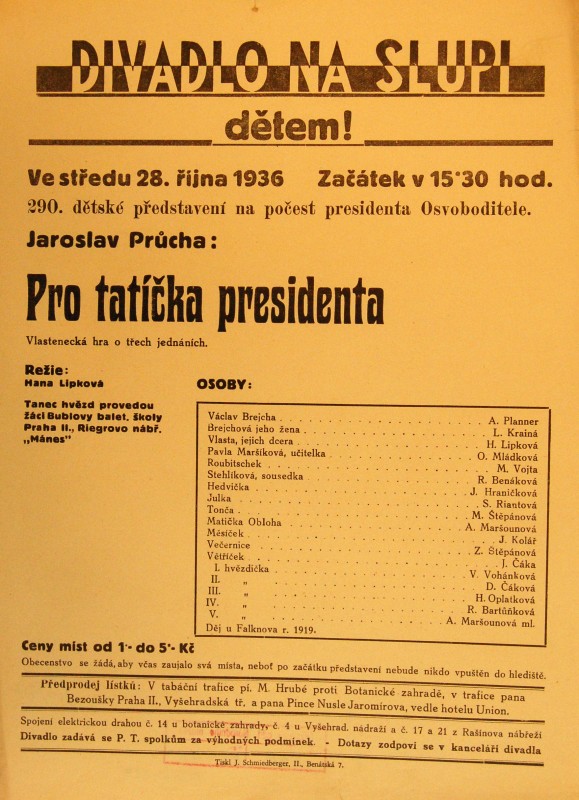 DIVADLO NA SLUPI
dětem!
Ve středu 28. října 1936 Začátek v 15·30 hod.
290. dětské představení na počest presidenta Osvoboditele.
Jaroslav Průcha:
Pro tatíčka presidenta
Vlastenecká hra o třech jednáních.
Režie:
Hana Lipková
Tanec hvězd provedou
žáci Bublovy balet. školy
Praha II., Riegrovo nábř.
„Mánes"
OSOBY:
Václav Brejcha . . . A. Planner
Brejchová jeho žena . . . L. Krainá
Vlasta, jejich dcera . . . H. Lipková
Pavla Maršíková, učitelka . . . O. Mládková
Roubitschek . . . M. Vojta
Stehlíková, sousedka . . . R. Benáková
Hedvička . . . J. Hraničková
Julka . . . S. Riantová
Tonča . . . M. Štěpánová
Matička Obloha . . . A. Maršounová
Měsíček . . . J. Kolář
Večernice . . . Z. Štěpánová
Větříček . . . J. Čáka
I. hvězdička . . . V. Vohánková
II. „ . . . D. Čáková
III. „ . . . H. Oplatková
IV. „ . . . R. Bartůňková
V. „ . . . A. Maršounová ml.
Děj u Falknova r. 1919.
Ceny míst od 1·- do 5·- Kč
Obecenstvo se žádá, aby včas zaujalo svá místa, neboť po začátku představení nebude nikdo vpuštěn do hlediště.
Předprodej lístků: V tabáční trafice pí. M. Hrubé proti Botanické zahradě, v trafice pana
Bezoušky Praha II., Vyšehradská tř. a pana Pince Nusle Jaromírova, vedle hotelu Union.
Spojení elektrickou drahou č. 14 u botanické zahrady, č. 4 u Vyšehrad. nádraží a č. 17 a 21 z Rašínova nábřeží
Divadlo zadává se P. T. spolkům za výhodných podmínek. - Dotazy zodpoví se v kanceláři divadla
Tiskl J. Schmiedberger, II., Benátská 7.